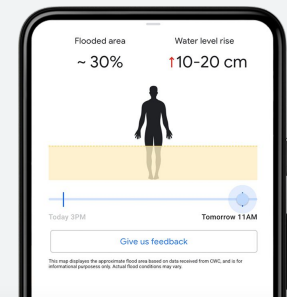 Flooded area
Water level rise
~ 30%
↑10-20 cm
Today 3PM
Tomorrow 11AM
Give us feedback
This map displayes the approximate flood area based on data received from CWC, and is for
informational purposess only. Actual flood conditions may vary.